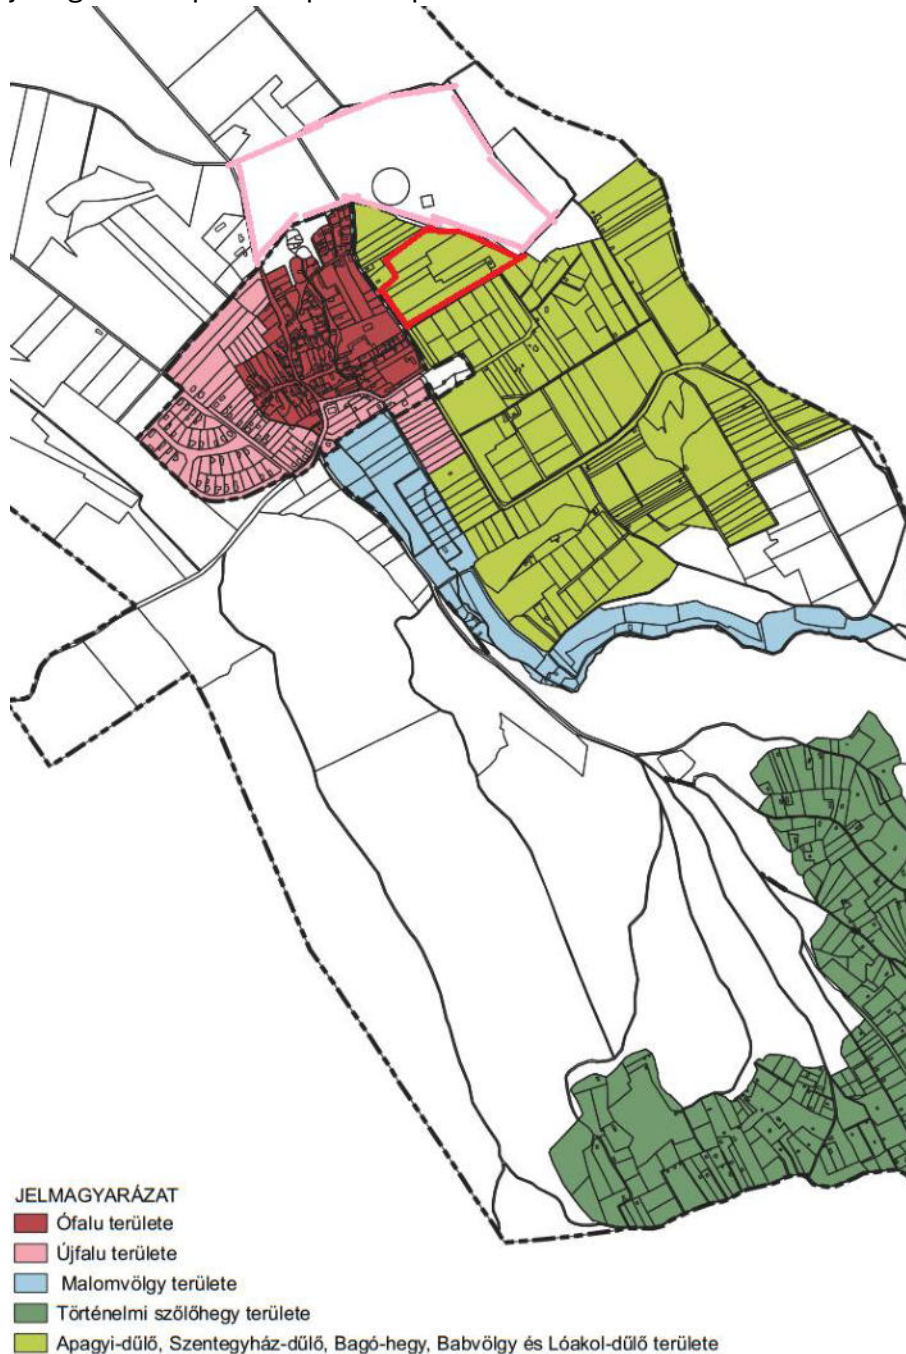 JELMAGYARÁZAT
Ófalu területe
Újfalu területe
Malomvölgy területe
Történelmi szőlőhegy területe
Apagyi-dűlő, Szentegyház-dűlő, Bagó-hegy, Babvölgy és Lóakol-dűlő területe